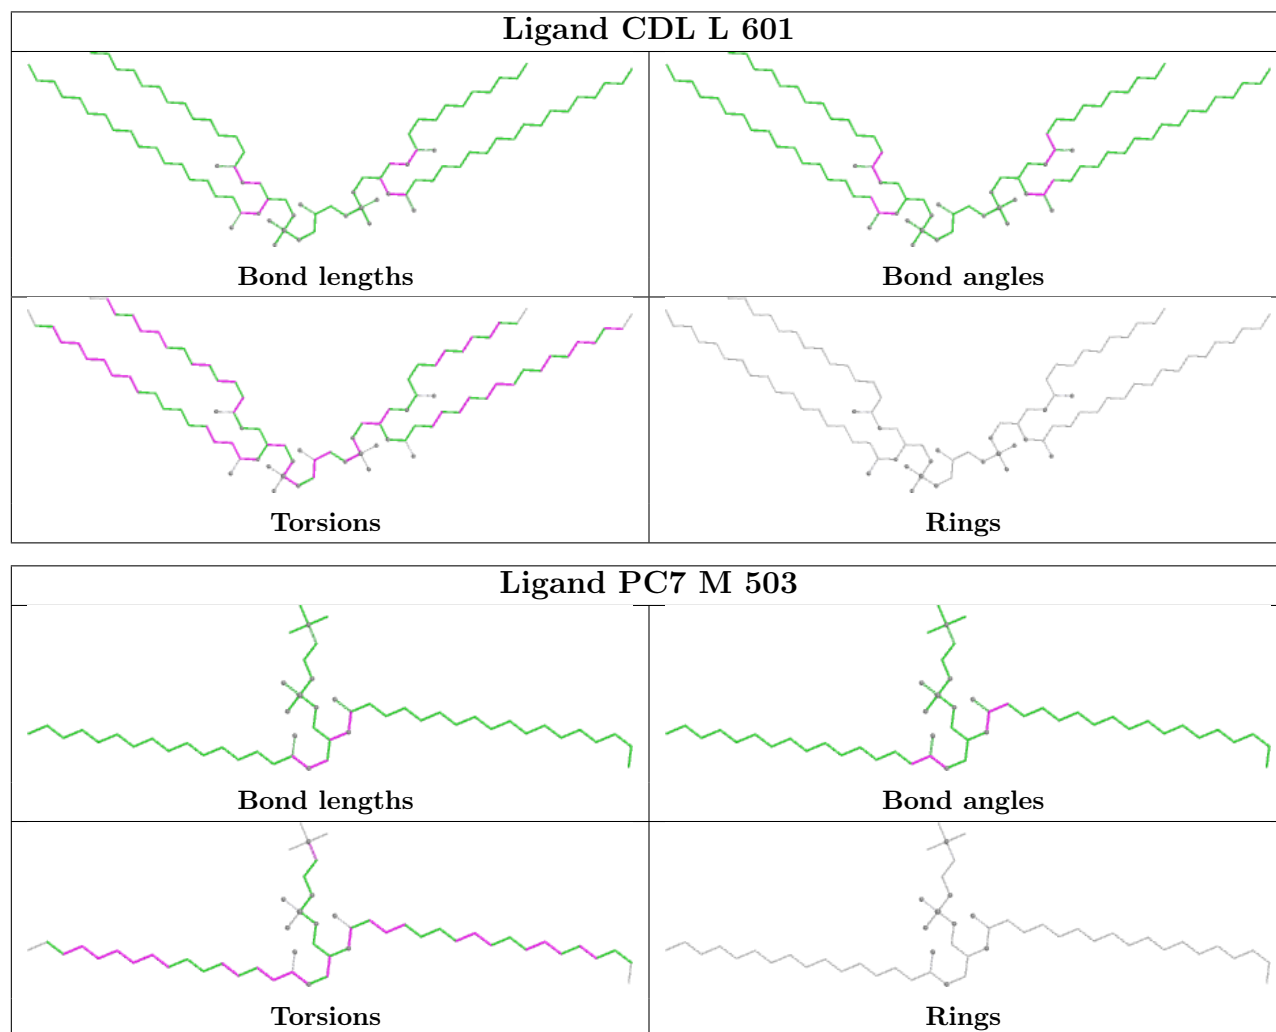 Ligand CDL L 601
Bond lengths
Bond angles
Torsions
Rings
Ligand PC7 M 503
Bond lengths
Bond angles
Torsions
Rings